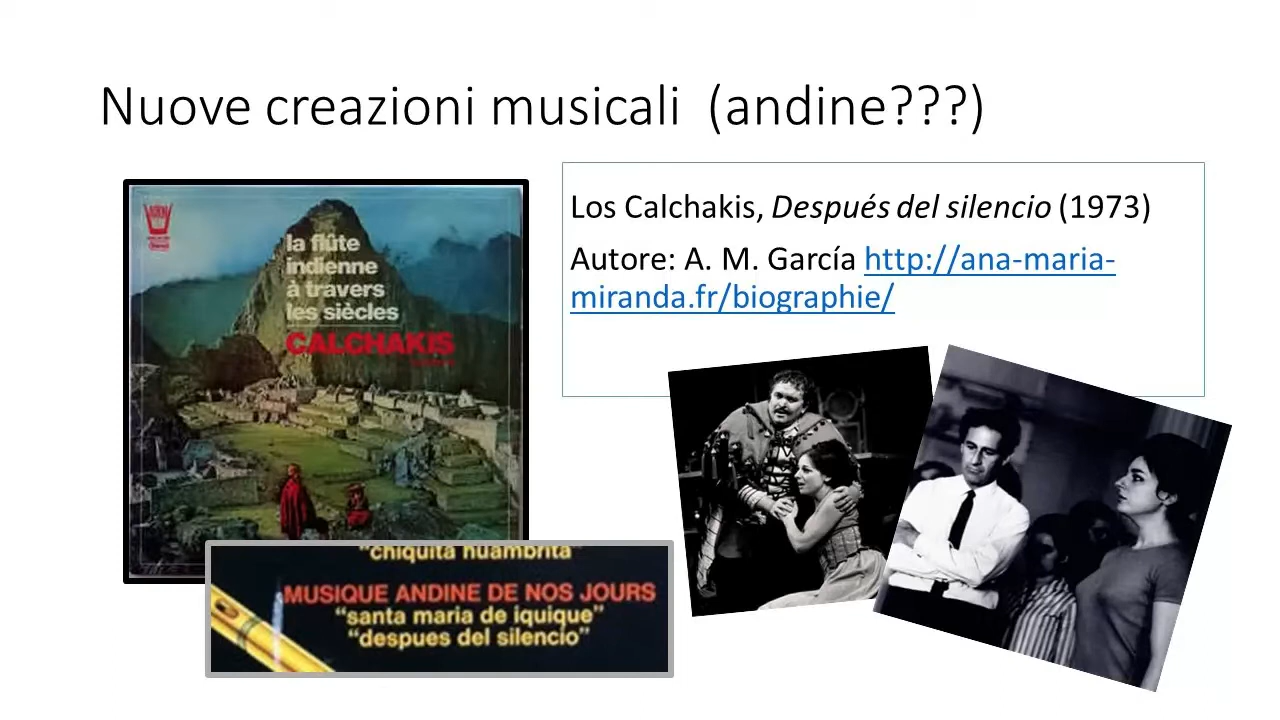 Nuove creazioni musicali (andine???)
la flûte
indienne
à travers
les siècles
CALCHAKIS
Los Calchakis, Después del silencio (1973)
Autore: A. M. García http://ana-maria-
miranda.fr/biographie/
"chiquita huambrita"
MUSIQUE ANDINE DE NOS JOURS
"santa maria de iquique"
"despues del silencio"